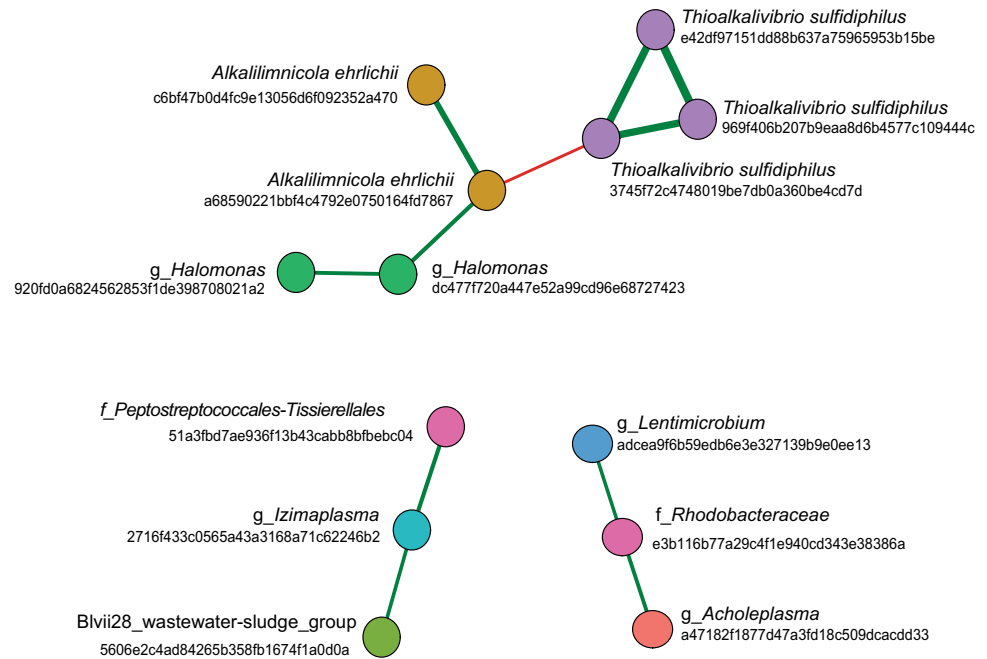 Thioalkalivibrio sulfidiphilus
e42df97151dd88b637a75965953b15be
Alkalilimnicola ehrlichii
c6bf47b0d4fc9e13056d6f092352a470
Thioalkalivibrio sulfidiphilus
969f406b207b9eaa8d6b4577c109444c
Thioalkalivibrio sulfidiphilus
3745f72c4748019be7db0a360be4cd7d
Alkalilimnicola ehrlichii
a68590221bbf4c4792e0750164fd7867
g_Halomonas
920fd0a6824562853f1de398708021a2
g_Halomonas
dc477f720a447e52a99cd96e68727423
f_Peptostreptococcales-Tissierellales
51a3fbd7ae936f13b43cabb8bfbebc04
g_Lentimicrobium
adcea9f6b59edb6e3e327139b9e0ee13
g_Izimaplasma
2716f433c0565a43a3168a71c62246b2
f_Rhodobacteraceae
e3b116b77a29c4f1e940cd343e38386a
Blvii28_wastewater-sludge_group
5606e2c4ad84265b358fb1674f1a0d0a
g_Acholeplasma
a47182f1877d47a3fd18c509dcacdd33